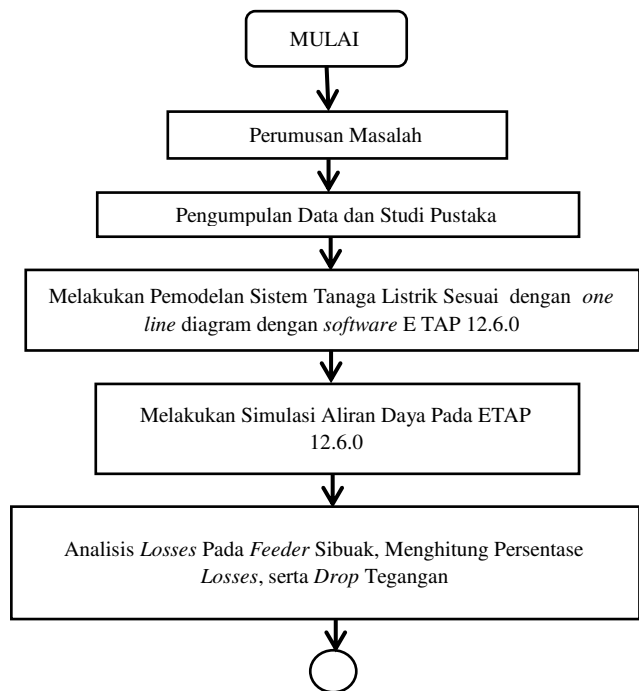 MULAI
Perumusan Masalah
Pengumpulan Data dan Studi Pustaka
Melakukan Pemodelan Sistem Tanaga Listrik Sesuai dengan one
line diagram dengan software E TAP 12.6.0
Melakukan Simulasi Aliran Daya Pada ETAP
12.6.0
Analisis Losses Pada Feeder Sibuak, Menghitung Persentase
Losses, serta Drop Tegangan